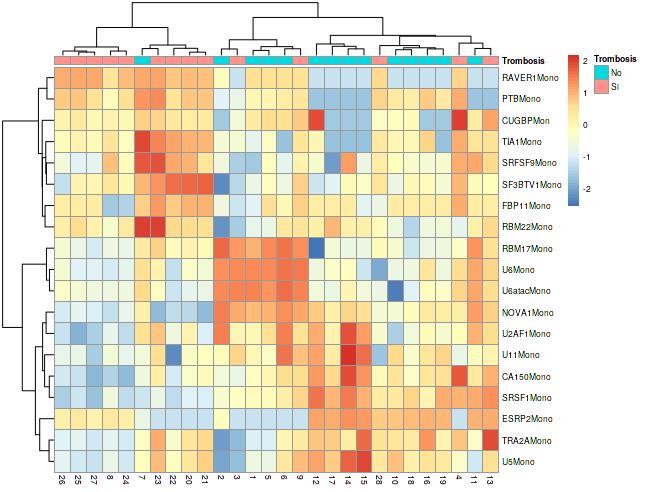 Trombosis
RAVER1Mono
PTBMono
CUGBPMon
TIA1Mono
SRFSF9Mono
SF3BTV1Mono
FBP11Mono
RBM22Mono
RBM17Mono
U6Mono
U6atacMono
NOVA1Mono
U2AF1Mono
U11Mono
CA150Mono
SRSF1Mono
ESRP2Mono
TRA2AMono
U5Mono
26 25 27 8 24 7 23 22 20 21 2 3 1 5 6 9 12 17 14 15 28 10 18 16 19 4 11 13
2
1
0
-1
-2
Trombosis
No
SI